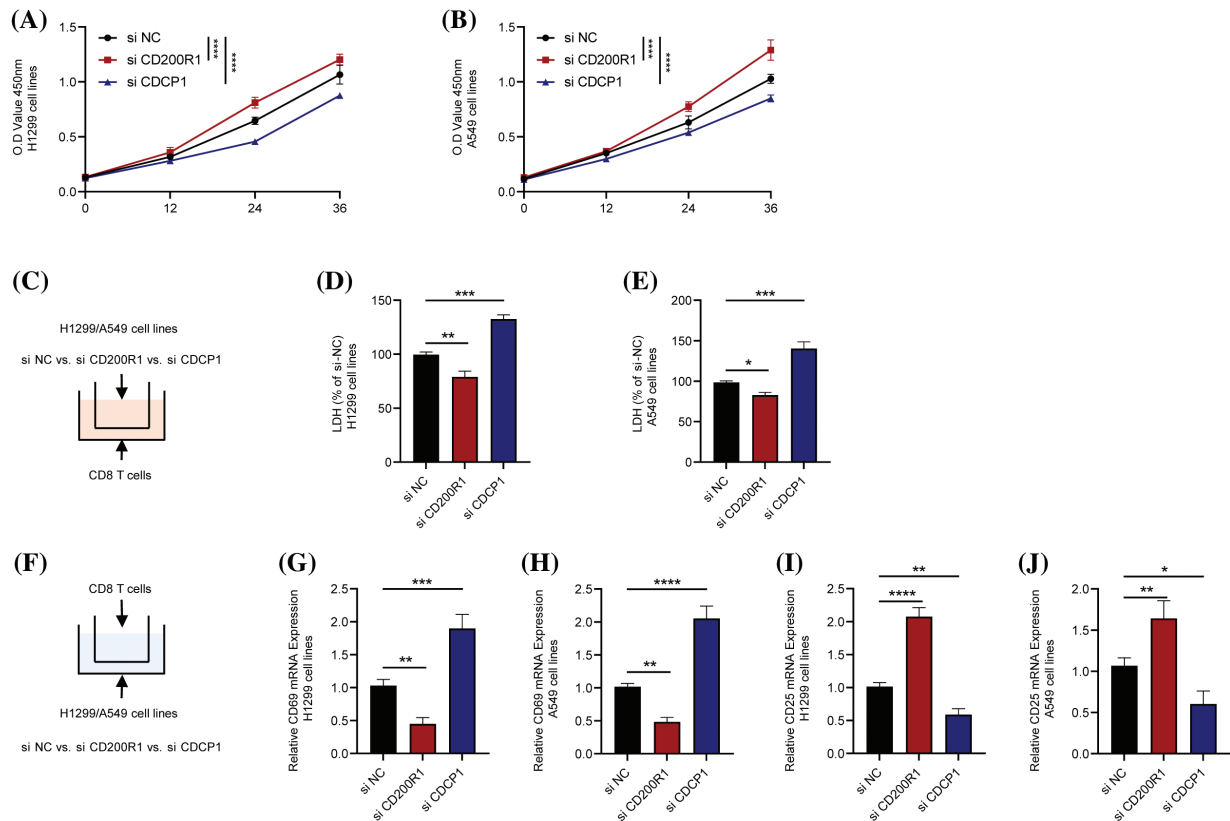 (A)
O.D Value 450nm
H1299 cell lines
1.5
1.0
0.5
0.0
0
12
24
36
si NC
si CD200R1
si CDCP1
****
****
(B)
O.D Value 450nm
A549 cell lines
1.5
1.0
0.5
0.0
0
12
24
36
si NC
si CD200R1
si CDCP1
****
****
(C)
H1299/A549 cell lines
si NC vs. si CD200R1 vs. si CDCP1
CD8 T cells
(D)
LDH (% of si-NC)
H1299 cell lines
150
100
50
0
***
**
si NC
si CD200R1
si CDCP1
(E)
LDH (% of si-NC)
A549 cell lines
200
150
100
50
0
***
*
si NC
si CD200R1
si CDCP1
(F)
CD8 T cells
H1299/A549 cell lines
si NC vs. si CD200R1 vs. si CDCP1
(G)
Relative CD69 mRNA Expression
H1299 cell lines
2.5
2.0
1.5
1.0
0.5
0.0
***
**
si NC
si CD200R1
si CDCP1
(H)
Relative CD69 mRNA Expression
A549 cell lines
2.5
2.0
1.5
1.0
0.5
0.0
****
**
si NC
si CD200R1
si CDCP1
(I)
Relative CD25 mRNA Expression
H1299 cell lines
2.5
2.0
1.5
1.0
0.5
0.0
**
****
si NC
si CD200R1
si CDCP1
(J)
Relative CD25 mRNA Expression
A549 cell lines
2.0
1.5
1.0
0.5
0.0
*
**
si NC
si CD200R1
si CDCP1